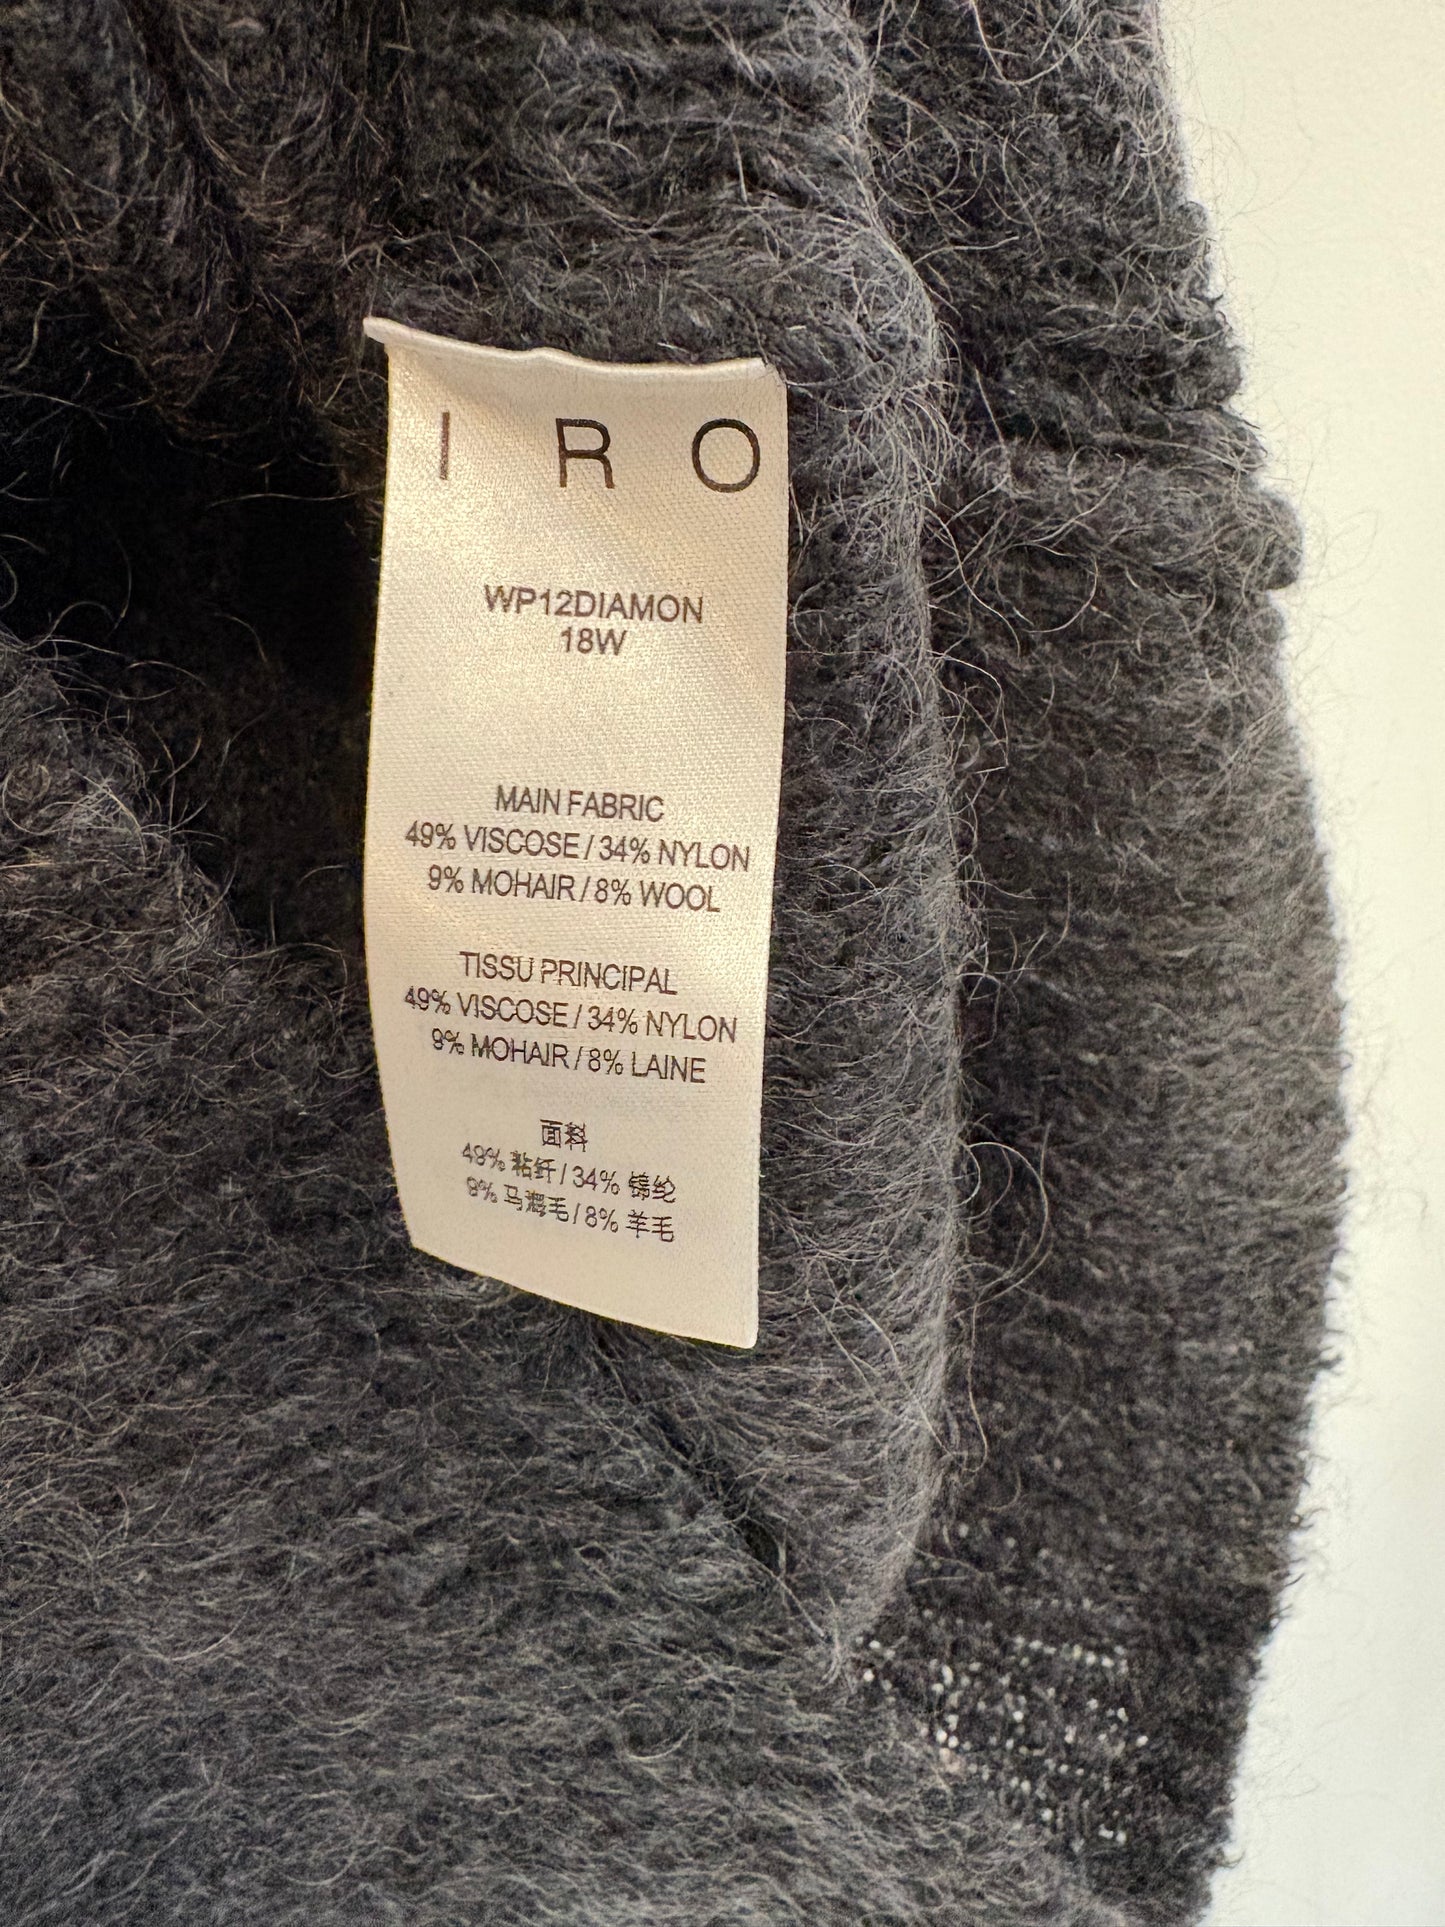 I R O
WP12DIAMON
18W
MAIN FABRIC
49% VISCOSE / 34% NYLON
9% MOHAIR / 8% WOOL
TISSU PRINCIPAL
49% VISCOSE / 34% NYLON
9% MOHAIR / 8% LAINE
面料
49% 粘纤 / 34% 锦纶
9% 马海毛 / 8% 羊毛